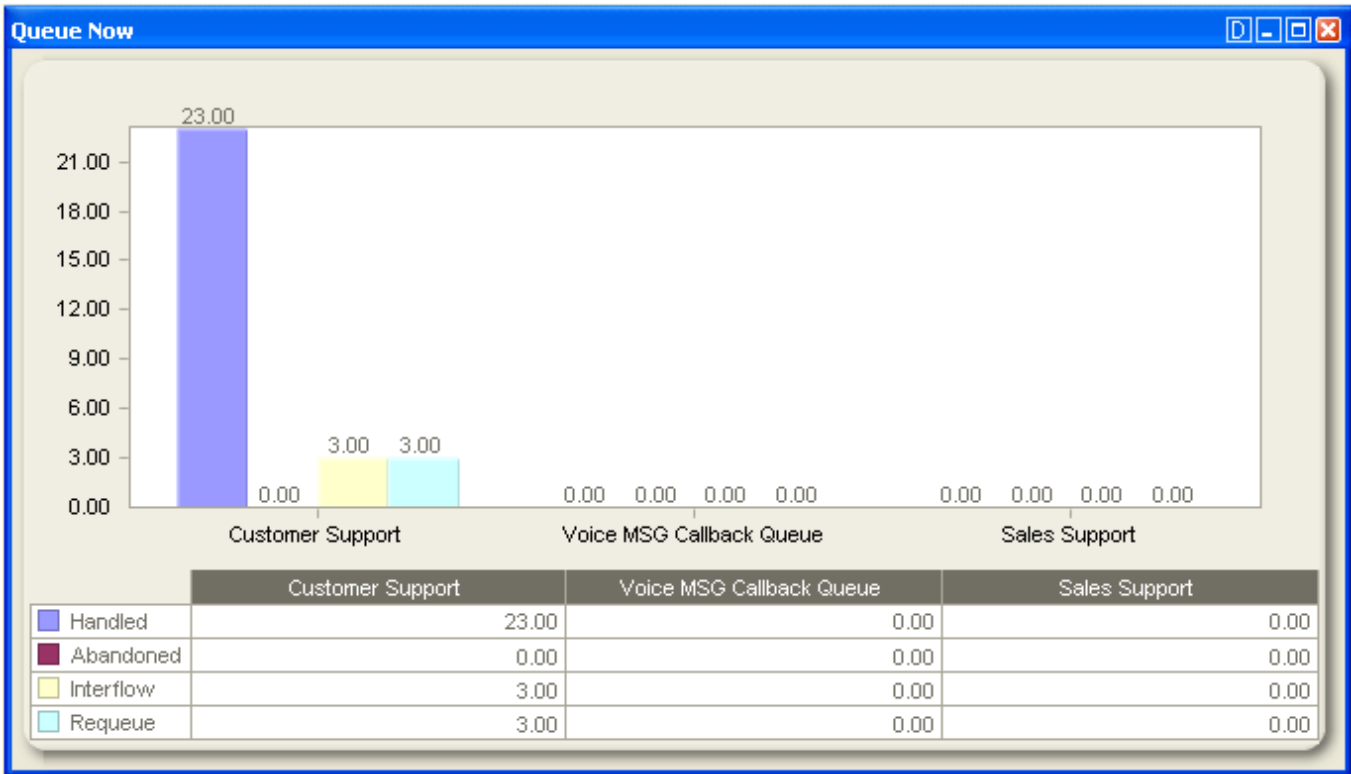 Queue Now D
23.00
21.00
18.00
15.00
12.00
9.00
6.00
3.00 3.00 3.00
0.00 0.00 0.00 0.00 0.00 0.00 0.00 0.00 0.00 0.00
Customer Support Voice MSG Callback Queue Sales Support
Customer Support Voice MSG Callback Queue Sales Support
Handled 23.00 0.00 0.00
Abandoned 0.00 0.00 0.00
Interflow 3.00 0.00 0.00
Requeue 3.00 0.00 0.00